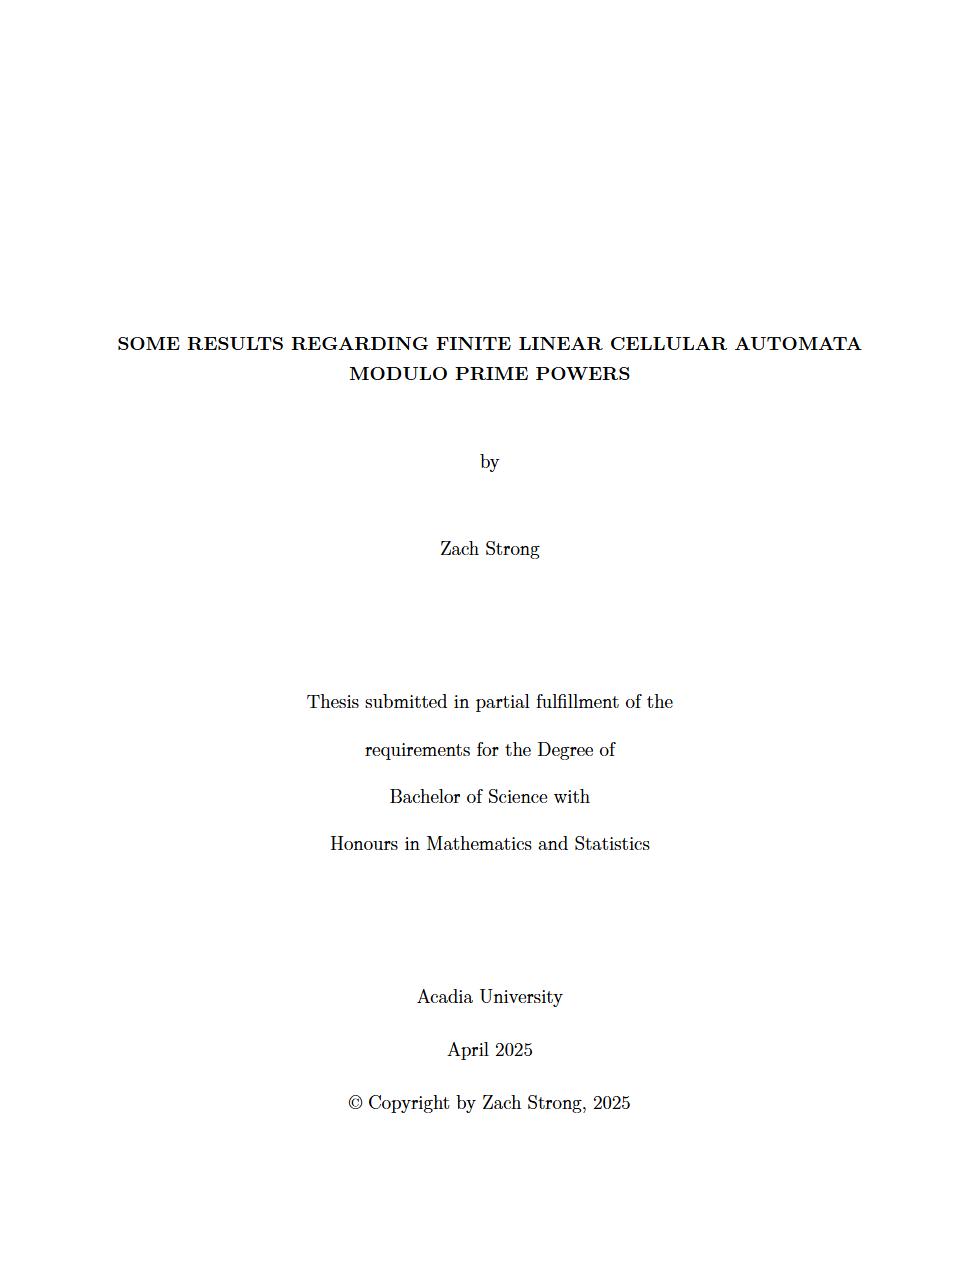 SOME RESULTS REGARDING FINITE LINEAR CELLULAR AUTOMATA
MODULO PRIME POWERS
by
Zach Strong
Thesis submitted in partial fulfillment of the
requirements for the Degree of
Bachelor of Science with
Honours in Mathematics and Statistics
Acadia University
April 2025
© Copyright by Zach Strong, 2025